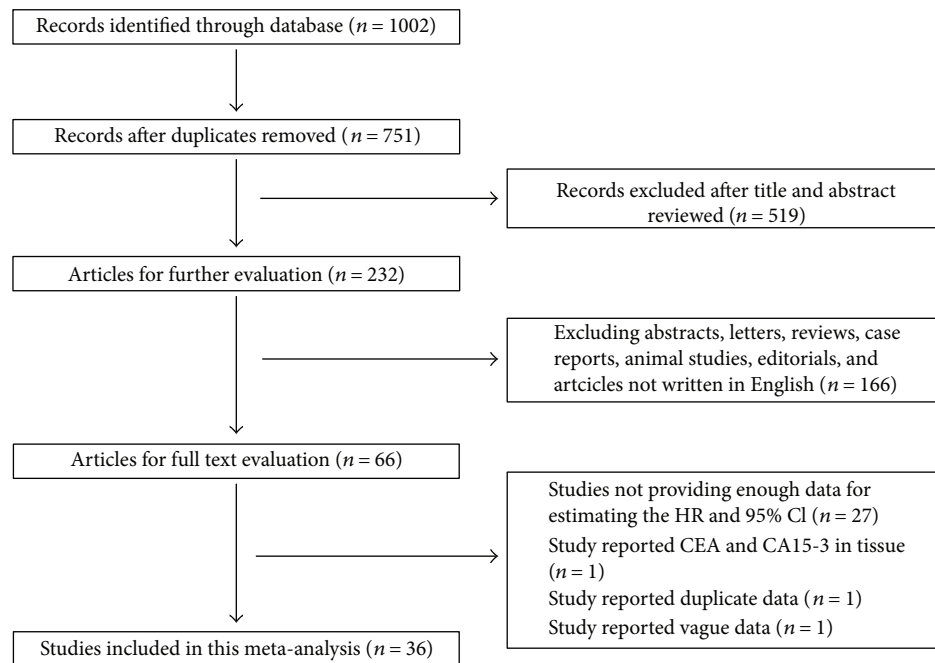 Records identified through database (n = 1002)
Records after duplicates removed (n = 751)
Records excluded after title and abstract
reviewed (n = 519)
Articles for further evaluation (n = 232)
Excluding abstracts, letters, reviews, case
reports, animal studies, editorials, and
artcicles not written in English (n = 166)
Articles for full text evaluation (n = 66)
Studies not providing enough data for
estimating the HR and 95% Cl (n = 27)
Study reported CEA and CA15-3 in tissue
(n = 1)
Study reported duplicate data (n = 1)
Study reported vague data (n = 1)
Studies included in this meta-analysis (n = 36)